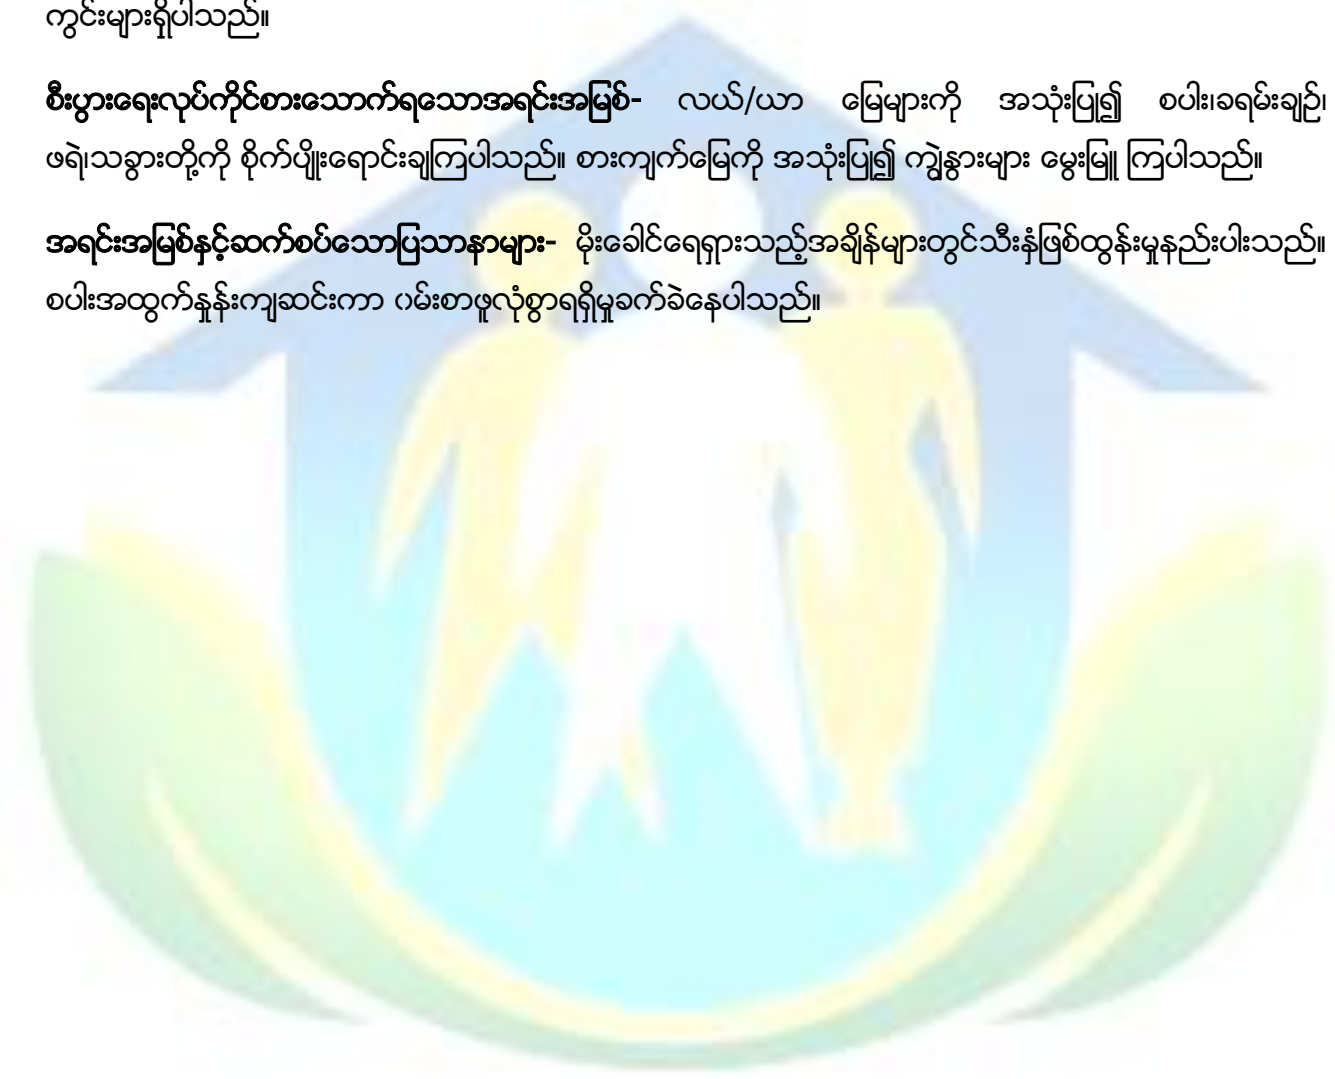 ကွင်းများရှိပါသည်။
စီးပွားရေးလုပ်ကိုင်စားသောက်ရသောအရင်းအမြစ်- လယ်/ယာ မြေများကို အသုံးပြု၍ စပါး၊ခရမ်းချဉ်၊
ဖရဲ၊သခွားတို့ကို စိုက်ပျိုးရောင်းချကြပါသည်။ စားကျက်မြေကို အသုံးပြု၍ ကျွဲနွားများ မွေးမြူ ကြပါသည်။
အရင်းအမြစ်နှင့်ဆက်စပ်သောပြသာနာများ- မိုးခေါင်ရေရှားသည့်အချိန်များတွင်သီးနှံဖြစ်ထွန်းမှုနည်းပါးသည်။
စပါးအထွက်နှုန်းကျဆင်းကာ ဝမ်းစာဖူလုံစွာရရှိမှုခက်ခဲနေပါသည်။